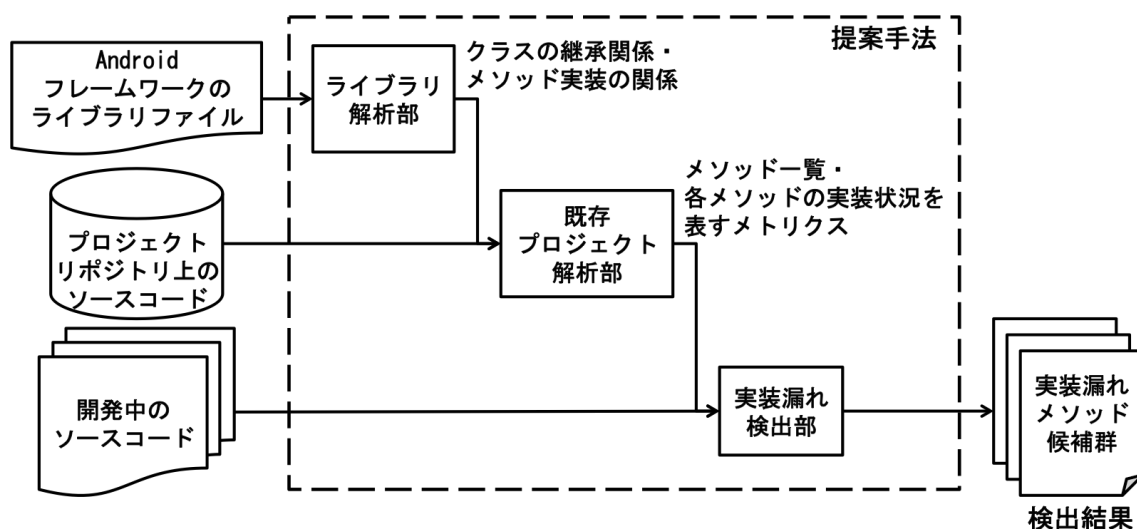 提案手法
Android
フレームワークの
ライブラリファイル
ライブラリ
解析部
クラスの継承関係・
メソッド実装の関係
プロジェクト
リポジトリ上の
ソースコード
既存
プロジェクト
解析部
メソッド一覧・
各メソッドの実装状況を
表すメトリクス
開発中の
ソースコード
実装漏れ
検出部
実装漏れ
メソッド
候補群
検出結果